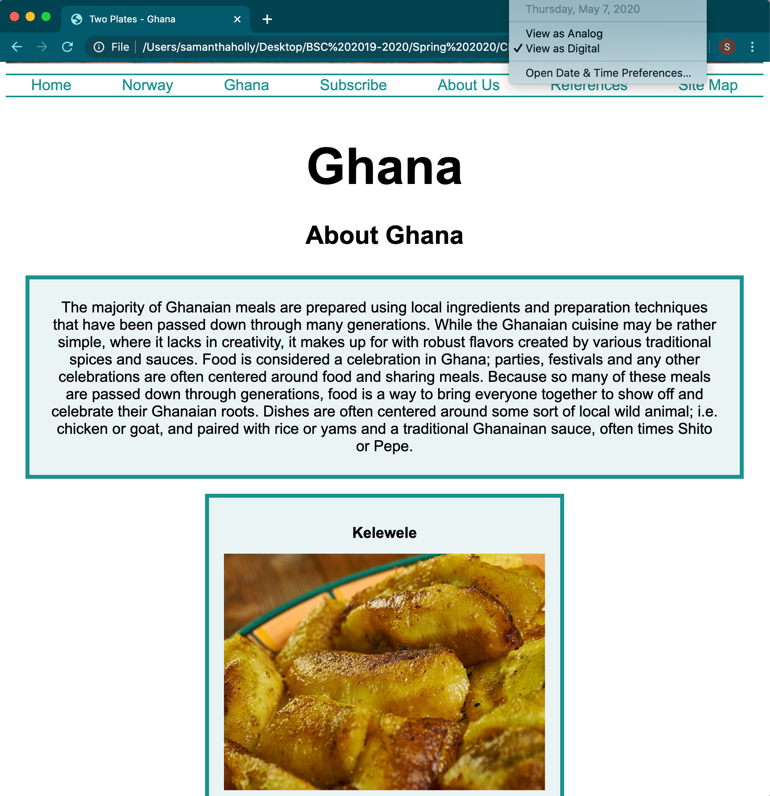 Thursday, May 7, 2020
Two Plates - Ghana
View as Analog
✓ View as Digital
Open Date & Time Preferences...
File | /Users/samanthaholly/Desktop/BSC%202019-2020/Spring%202020/C
S
Home Norway Ghana Subscribe About Us References Site Map
Ghana
About Ghana
The majority of Ghanaian meals are prepared using local ingredients and preparation techniques
that have been passed down through many generations. While the Ghanaian cuisine may be rather
simple, where it lacks in creativity, it makes up for with robust flavors created by various traditional
spices and sauces. Food is considered a celebration in Ghana; parties, festivals and any other
celebrations are often centered around food and sharing meals. Because so many of these meals
are passed down through generations, food is a way to bring everyone together to show off and
celebrate their Ghanaian roots. Dishes are often centered around some sort of local wild animal; i.e.
chicken or goat, and paired with rice or yams and a traditional Ghanainan sauce, often times Shito
or Pepe.
Kelewele